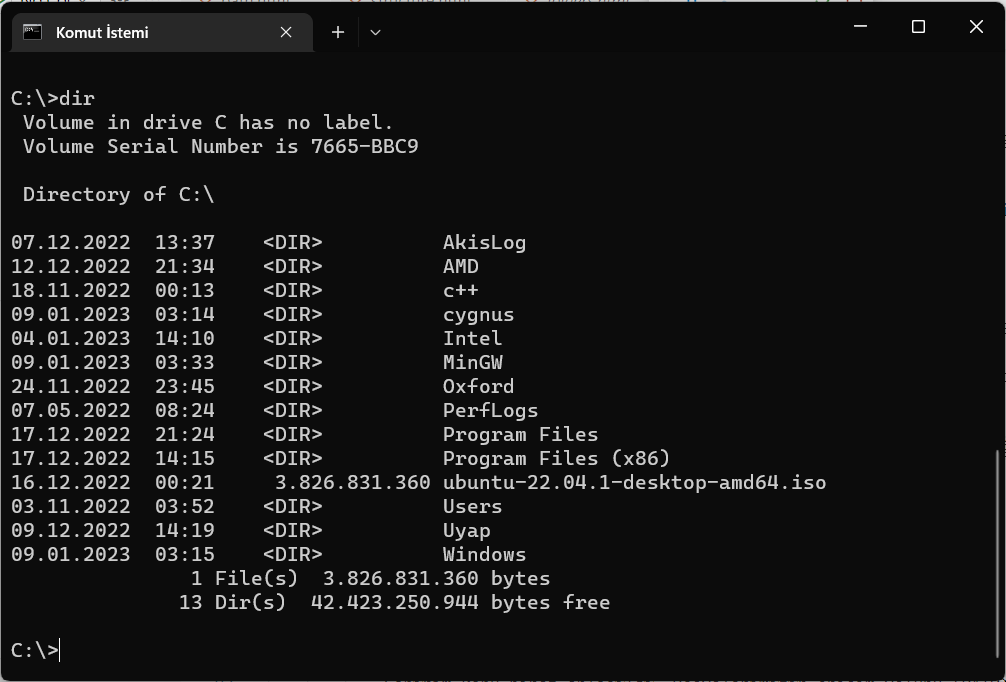 Komut İstemi
C:\>dir
Volume in drive C has no label.
Volume Serial Number is 7665-BBC9
Directory of C:\
07.12.2022  13:37    <DIR>          AkisLog
12.12.2022  21:34    <DIR>          AMD
18.11.2022  00:13    <DIR>          c++
09.01.2023  03:14    <DIR>          cygnus
04.01.2023  14:10    <DIR>          Intel
09.01.2023  03:33    <DIR>          MinGW
24.11.2022  23:45    <DIR>          Oxford
07.05.2022  08:24    <DIR>          PerfLogs
17.12.2022  21:24    <DIR>          Program Files
17.12.2022  14:15    <DIR>          Program Files (x86)
16.12.2022  00:21     3.826.831.360 ubuntu-22.04.1-desktop-amd64.iso
03.11.2022  03:52    <DIR>          Users
09.12.2022  14:19    <DIR>          Uyap
09.01.2023  03:15    <DIR>          Windows
1 File(s)  3.826.831.360 bytes
13 Dir(s)  42.423.250.944 bytes free
C:\>